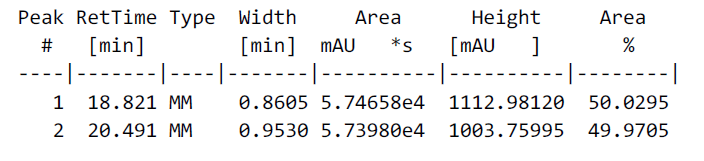 Peak RetTime Type  Width     Area      Height     Area
  #   [min]        [min]  mAU   *s   [mAU   ]      %
----|-------|----|-------|----------|----------|--------|
   1  18.821 MM    0.8605 5.74658e4 1112.98120  50.0295
   2  20.491 MM    0.9530 5.73980e4 1003.75995  49.9705